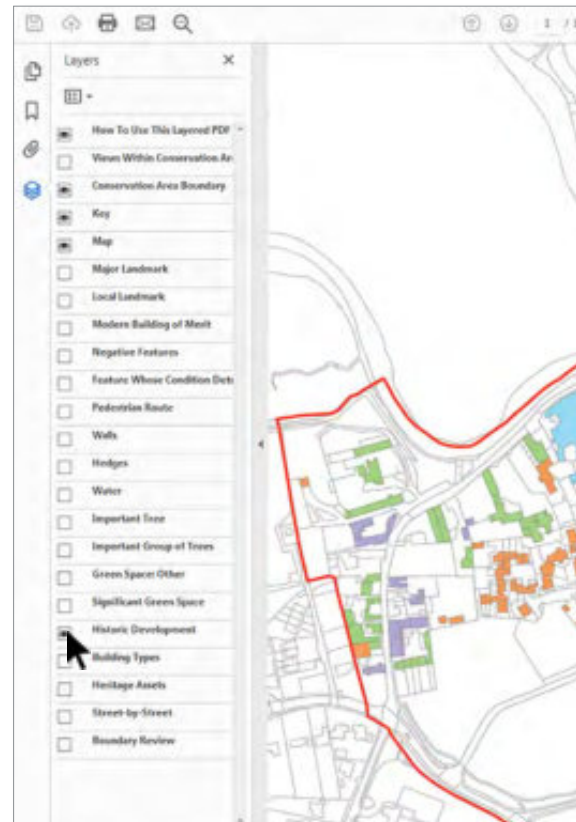 1 /
Layers
How To Use This Layered PDF
Views Within Conservation Ar
Conservation Area Boundary
Key
Map
Major Landmark
Local Landmark
Modern Building of Merit
Negative Features
Feature Whose Condition Detr
Pedestrian Route
Walls
Hedges
Water
Important Tree
Important Group of Trees
Green Space: Other
Significant Green Space
Historic Development
Building Types
Heritage Assets
Street-by-Street
Boundary Review